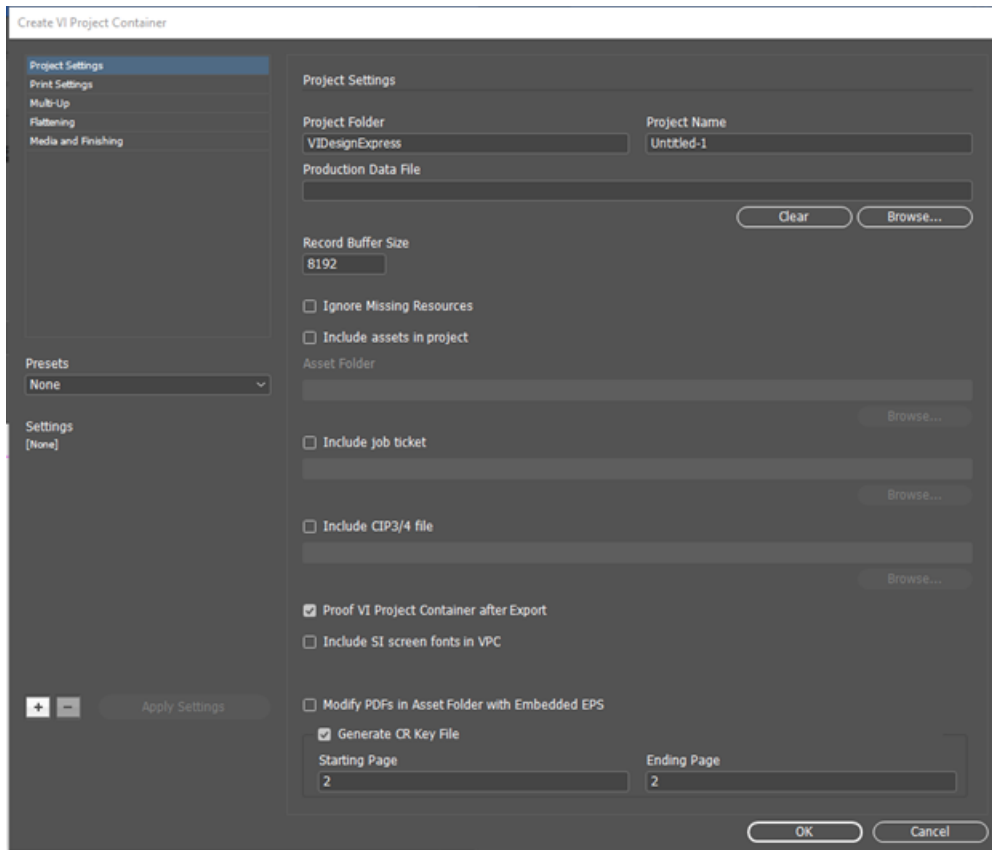 Create VI Project Container
Project Settings
Print Settings
Multi-Up
Flattening
Media and Finishing
Presets
None
Settings
[None]
+ − Apply Settings
Project Settings
Project Folder Project Name
VIDesignExpress Untitled-1
Production Data File
Clear Browse...
Record Buffer Size
8192
Ignore Missing Resources
Include assets in project
Asset Folder
Browse...
Include job ticket
Browse...
Include CIP3/4 file
Browse...
Proof VI Project Container after Export
Include SI screen fonts in VPC
Modify PDFs in Asset Folder with Embedded EPS
Generate CR Key File
Starting Page Ending Page
2 2
OK Cancel